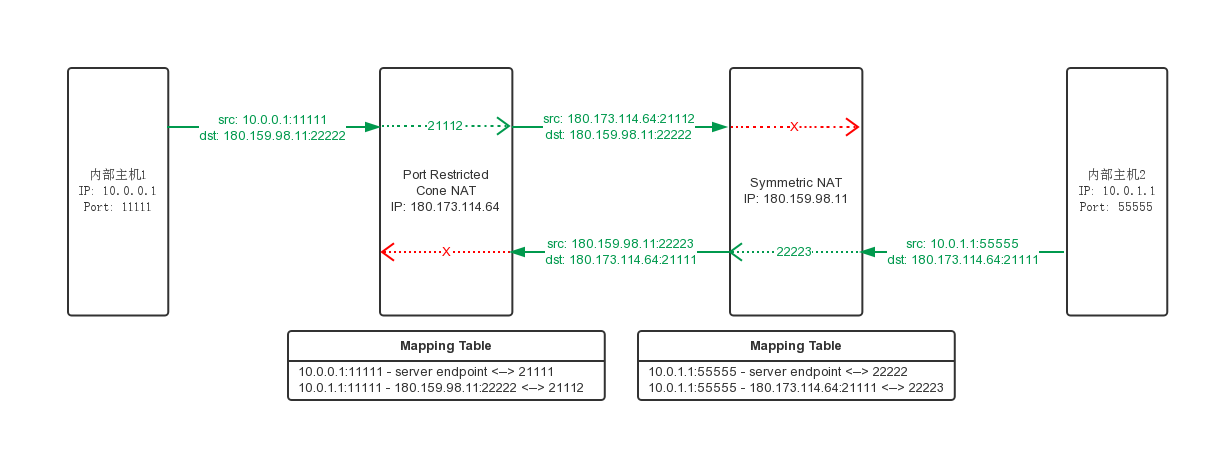 内部主机1
IP: 10.0.0.1
Port: 11111
src: 10.0.0.1:11111
dst: 180.159.98.11:22222
21112
Port Restricted
Cone NAT
IP: 180.173.114.64
X
src: 180.173.114.64:21112
dst: 180.159.98.11:22222
src: 180.159.98.11:22223
dst: 180.173.114.64:21111
X
Symmetric NAT
IP: 180.159.98.11
22223
src: 10.0.1.1:55555
dst: 180.173.114.64:21111
内部主机2
IP: 10.0.1.1
Port: 55555
Mapping Table
10.0.0.1:11111 - server endpoint <--> 21111
10.0.1.1:11111 - 180.159.98.11:22222 <--> 21112
Mapping Table
10.0.1.1:55555 - server endpoint <--> 22222
10.0.1.1:55555 - 180.173.114.64:21111 <--> 22223